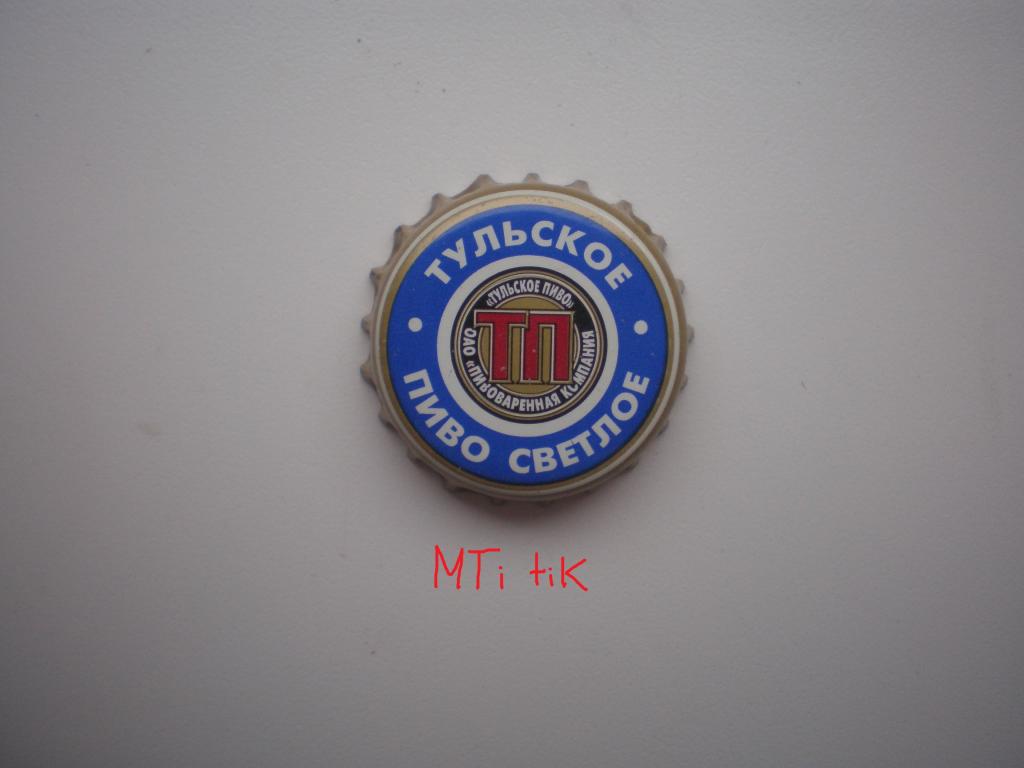 ТУЛЬСКОЕ
ПИВО СВЕТЛОЕ
«ТУЛЬСКОЕ ПИВО»
ТП
ОАО «ПИВОВАРЕННАЯ КОМПАНИЯ
MTi tiK